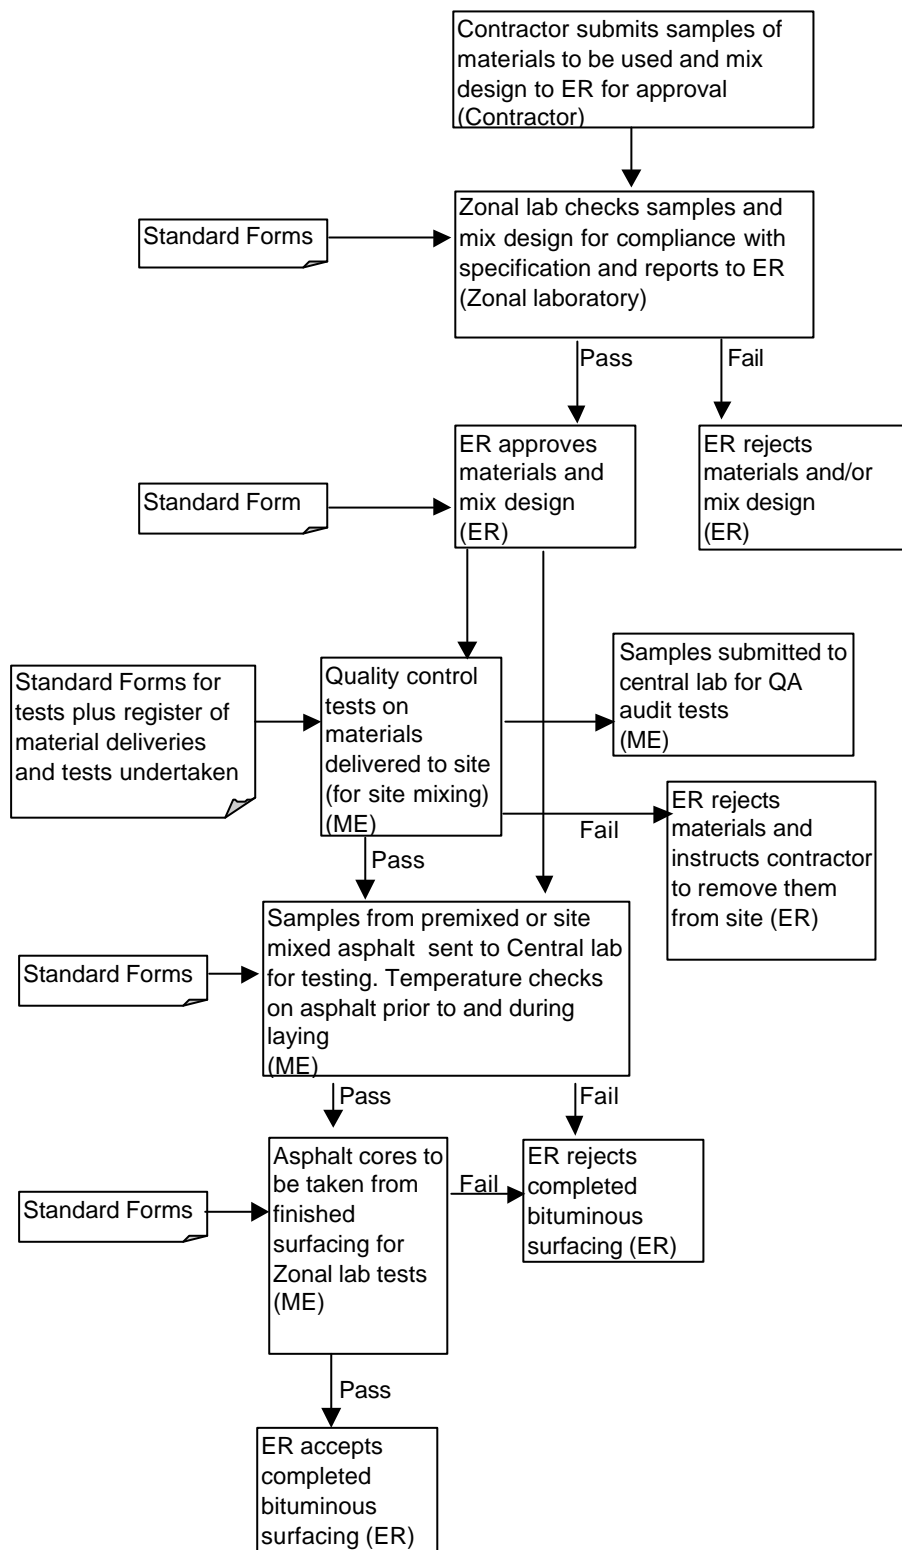 Contractor submits samples of
materials to be used and mix
design to ER for approval
(Contractor)
Standard Forms
Zonal lab checks samples and
mix design for compliance with
specification and reports to ER
(Zonal laboratory)
Pass
Fail
Standard Form
ER approves
materials and
mix design
(ER)
ER rejects
materials and/or
mix design
(ER)
Standard Forms for
tests plus register of
material deliveries
and tests undertaken
Quality control
tests on
materials
delivered to site
(for site mixing)
(ME)
Samples submitted to
central lab for QA
audit tests
(ME)
Fail
ER rejects
materials and
instructs contractor
to remove them
from site (ER)
Pass
Standard Forms
Samples from premixed or site
mixed asphalt sent to Central lab
for testing. Temperature checks
on asphalt prior to and during
laying
(ME)
Pass
Fail
Standard Forms
Asphalt cores to
be taken from
finished
surfacing for
Zonal lab tests
(ME)
Fail
ER rejects
completed
bituminous
surfacing (ER)
Pass
ER accepts
completed
bituminous
surfacing (ER)